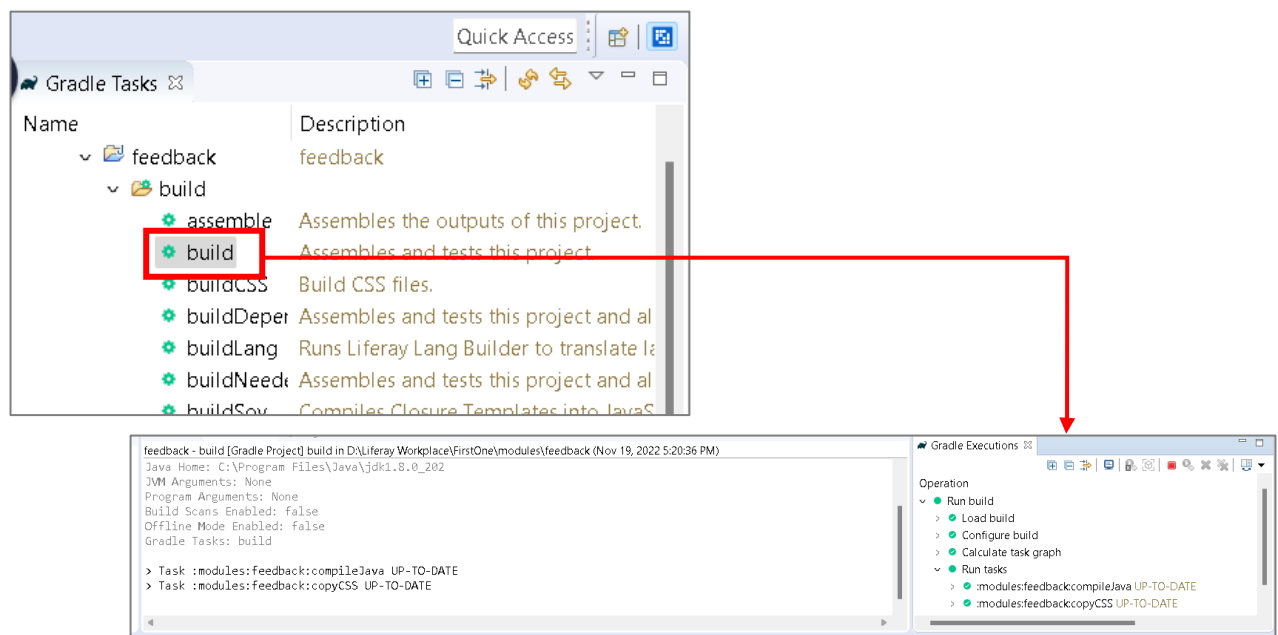 Quick Access
Gradle Tasks
Name Description
feedback feedback
build
assemble Assembles the outputs of this project.
build Assembles and tests this project
buildCSS Build CSS files.
buildDeper Assembles and tests this project and al
buildLang Runs Liferay Lang Builder to translate la
buildNeede Assembles and tests this project and al
buildSoy Compiles Closure Templates into JavaS
feedback - build [Gradle Project] build in D:\Liferay Workplace\FirstOne\modules\feedback (Nov 19, 2022 5:20:36 PM)
Java Home: C:\Program Files\Java\jdk1.8.0_202
JVM Arguments: None
Program Arguments: None
Build Scans Enabled: false
Offline Mode Enabled: false
Gradle Tasks: build
> Task :modules:feedback:compileJava UP-TO-DATE
> Task :modules:feedback:copyCSS UP-TO-DATE
Gradle Executions
Operation
Run build
Load build
Configure build
Calculate task graph
Run tasks
:modules:feedback:compileJava UP-TO-DATE
:modules:feedback:copyCSS UP-TO-DATE